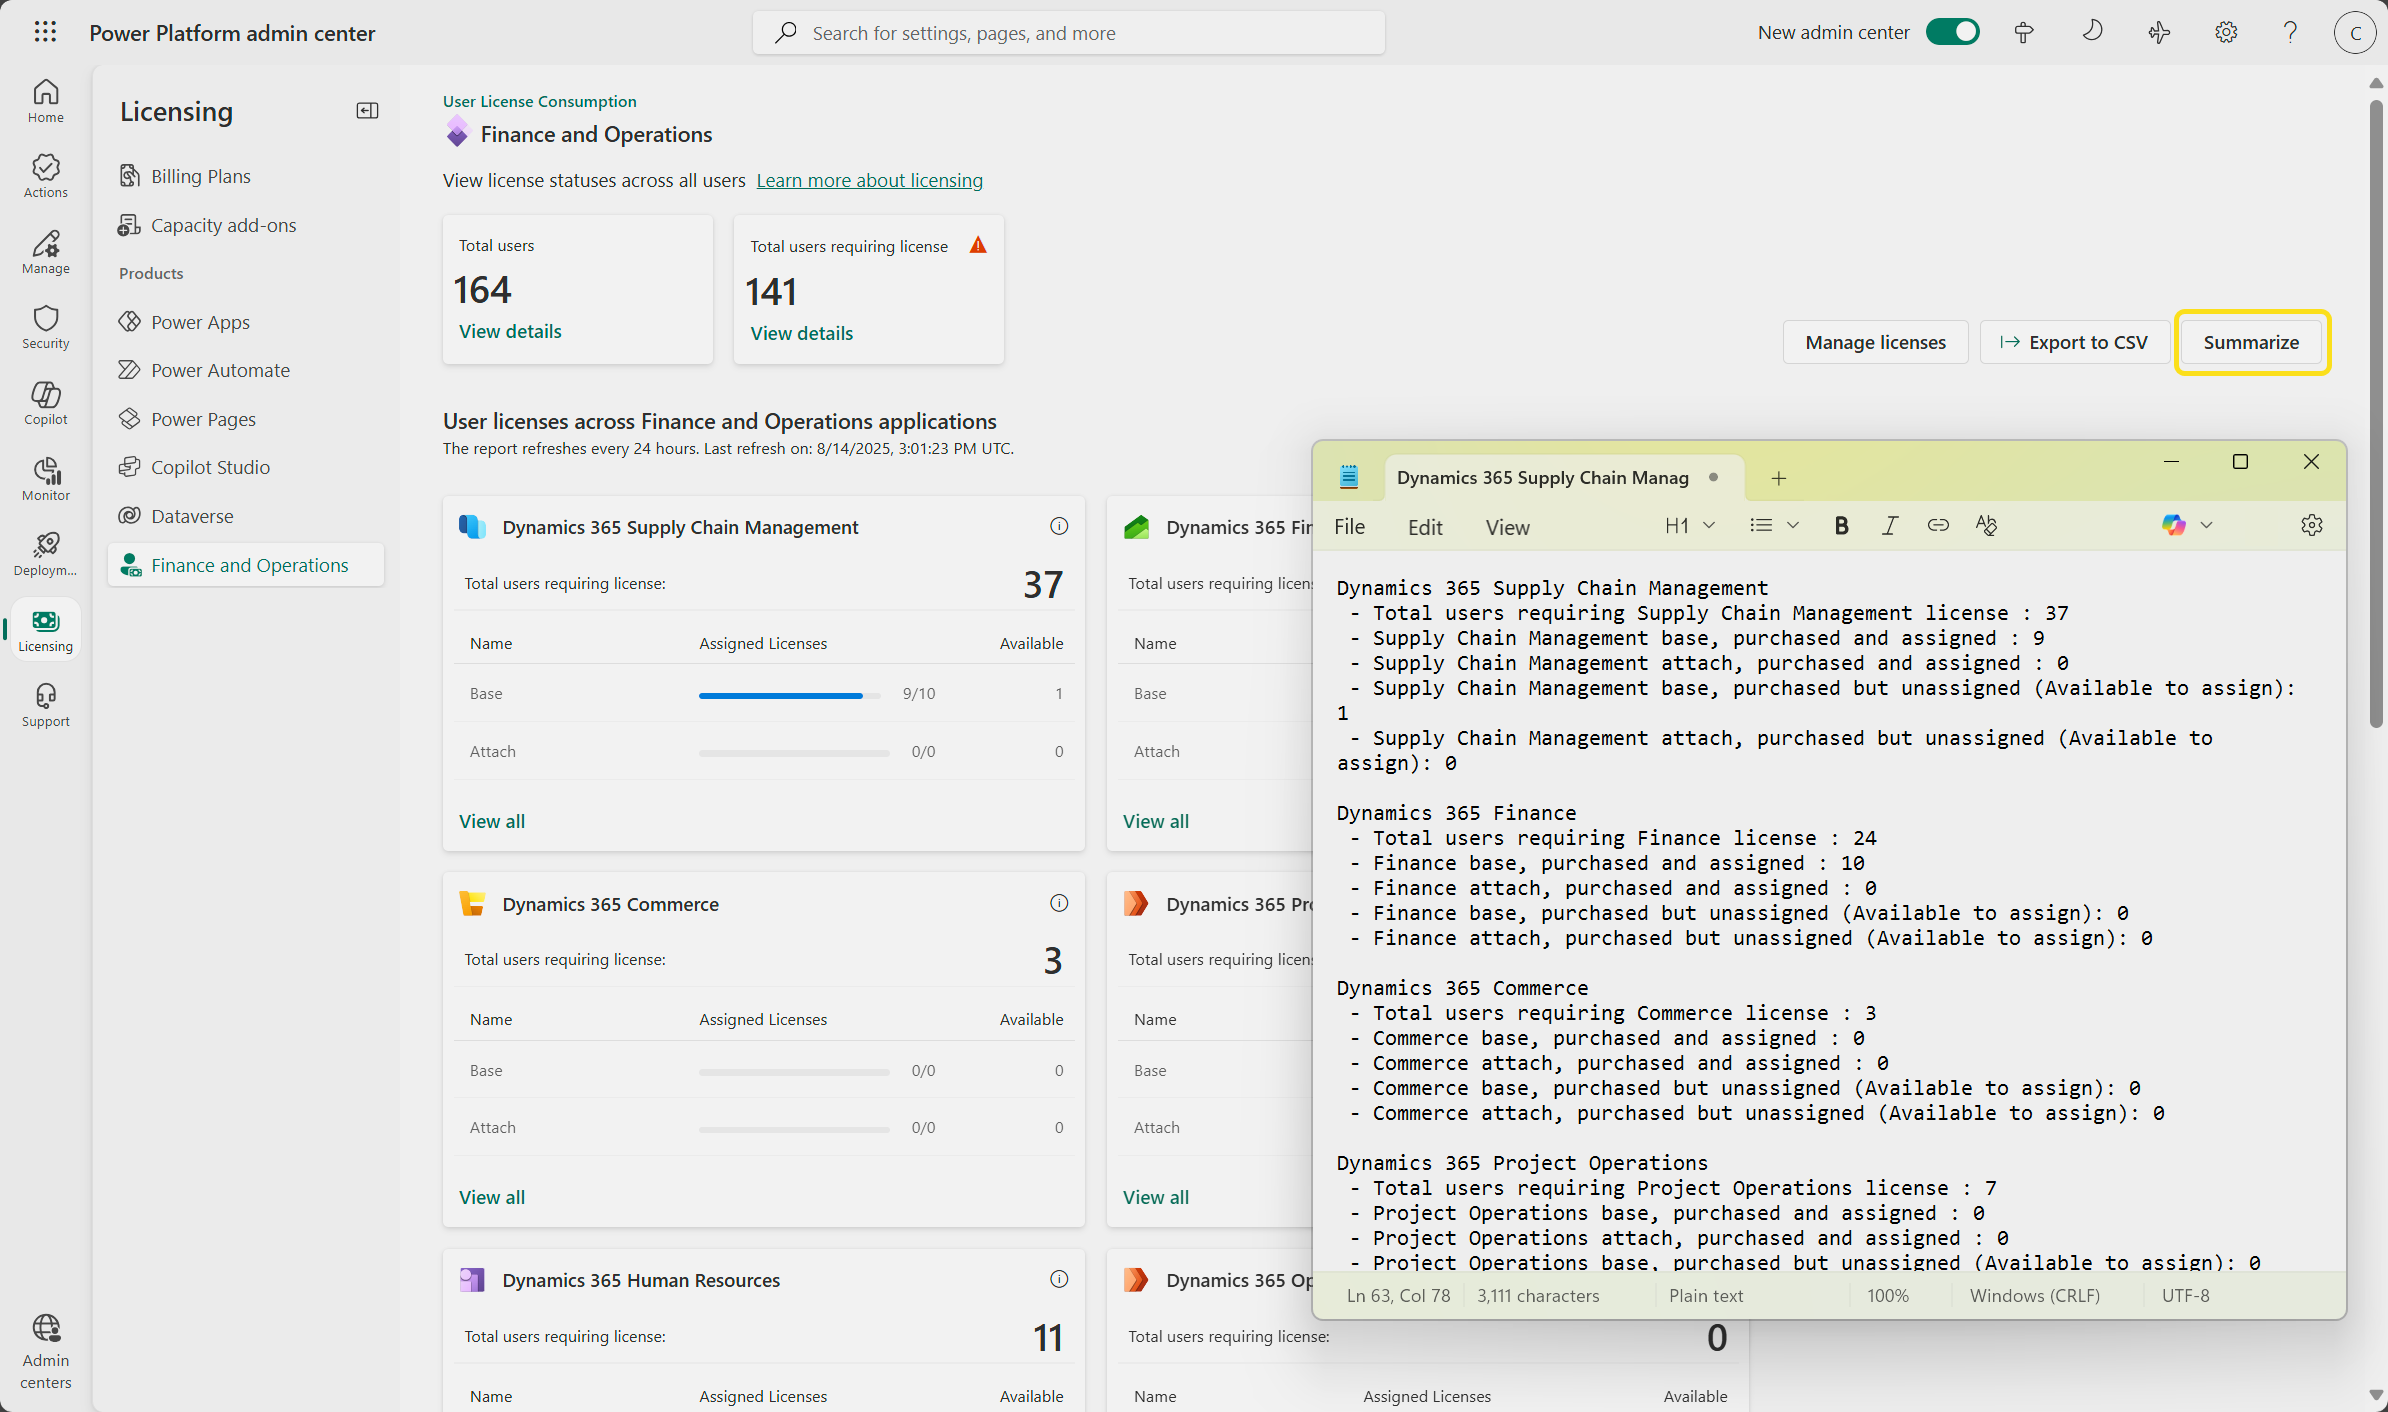 Power Platform admin center
Search for settings, pages, and more
New admin center
C
Home
Actions
Manage
Security
Copilot
Monitor
Deploym...
Licensing
Support
Admin
centers
Licensing
Billing Plans
Capacity add-ons
Products
Power Apps
Power Automate
Power Pages
Copilot Studio
Dataverse
Finance and Operations
User License Consumption
Finance and Operations
View license statuses across all users Learn more about licensing
Total users
164
View details
Total users requiring license
141
View details
Manage licenses
Export to CSV
Summarize
User licenses across Finance and Operations applications
The report refreshes every 24 hours. Last refresh on: 8/14/2025, 3:01:23 PM UTC.
Dynamics 365 Supply Chain Management
Total users requiring license: 37
Name Assigned Licenses Available
Base 9/10 1
Attach 0/0 0
View all
Dynamics 365 Fin
Total users requiring licens
Name
Base
Attach
View all
Dynamics 365 Commerce
Total users requiring license: 3
Name Assigned Licenses Available
Base 0/0 0
Attach 0/0 0
View all
Dynamics 365 Pro
Total users requiring licens
Name
Base
Attach
View all
Dynamics 365 Human Resources
Total users requiring license: 11
Name Assigned Licenses Available
Dynamics 365 Op
Total users requiring license: 0
Name Assigned Licenses Available
Dynamics 365 Supply Chain Manag
File Edit View H1 B I
Dynamics 365 Supply Chain Management
- Total users requiring Supply Chain Management license : 37
- Supply Chain Management base, purchased and assigned : 9
- Supply Chain Management attach, purchased and assigned : 0
- Supply Chain Management base, purchased but unassigned (Available to assign):
1
- Supply Chain Management attach, purchased but unassigned (Available to
assign): 0
Dynamics 365 Finance
- Total users requiring Finance license : 24
- Finance base, purchased and assigned : 10
- Finance attach, purchased and assigned : 0
- Finance base, purchased but unassigned (Available to assign): 0
- Finance attach, purchased but unassigned (Available to assign): 0
Dynamics 365 Commerce
- Total users requiring Commerce license : 3
- Commerce base, purchased and assigned : 0
- Commerce attach, purchased and assigned : 0
- Commerce base, purchased but unassigned (Available to assign): 0
- Commerce attach, purchased but unassigned (Available to assign): 0
Dynamics 365 Project Operations
- Total users requiring Project Operations license : 7
- Project Operations base, purchased and assigned : 0
- Project Operations attach, purchased and assigned : 0
- Project Operations base, purchased but unassigned (Available to assign): 0
Ln 63, Col 78 3,111 characters Plain text 100% Windows (CRLF) UTF-8